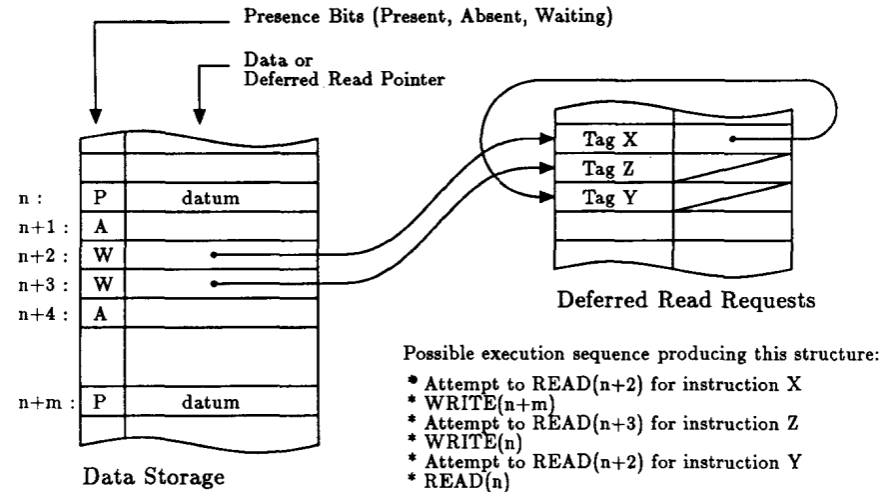 Presence Bits (Present, Absent, Waiting)
Data or
Deferred Read Pointer
n : P datum
n+1 : A
n+2 : W
n+3 : W
n+4 : A
n+m : P datum
Data Storage
Tag X
Tag Z
Tag Y
Deferred Read Requests
Possible execution sequence producing this structure:
* Attempt to READ(n+2) for instruction X
* WRITE(n+m)
* Attempt to READ(n+3) for instruction Z
* WRITE(n)
* Attempt to READ(n+2) for instruction Y
* READ(n)